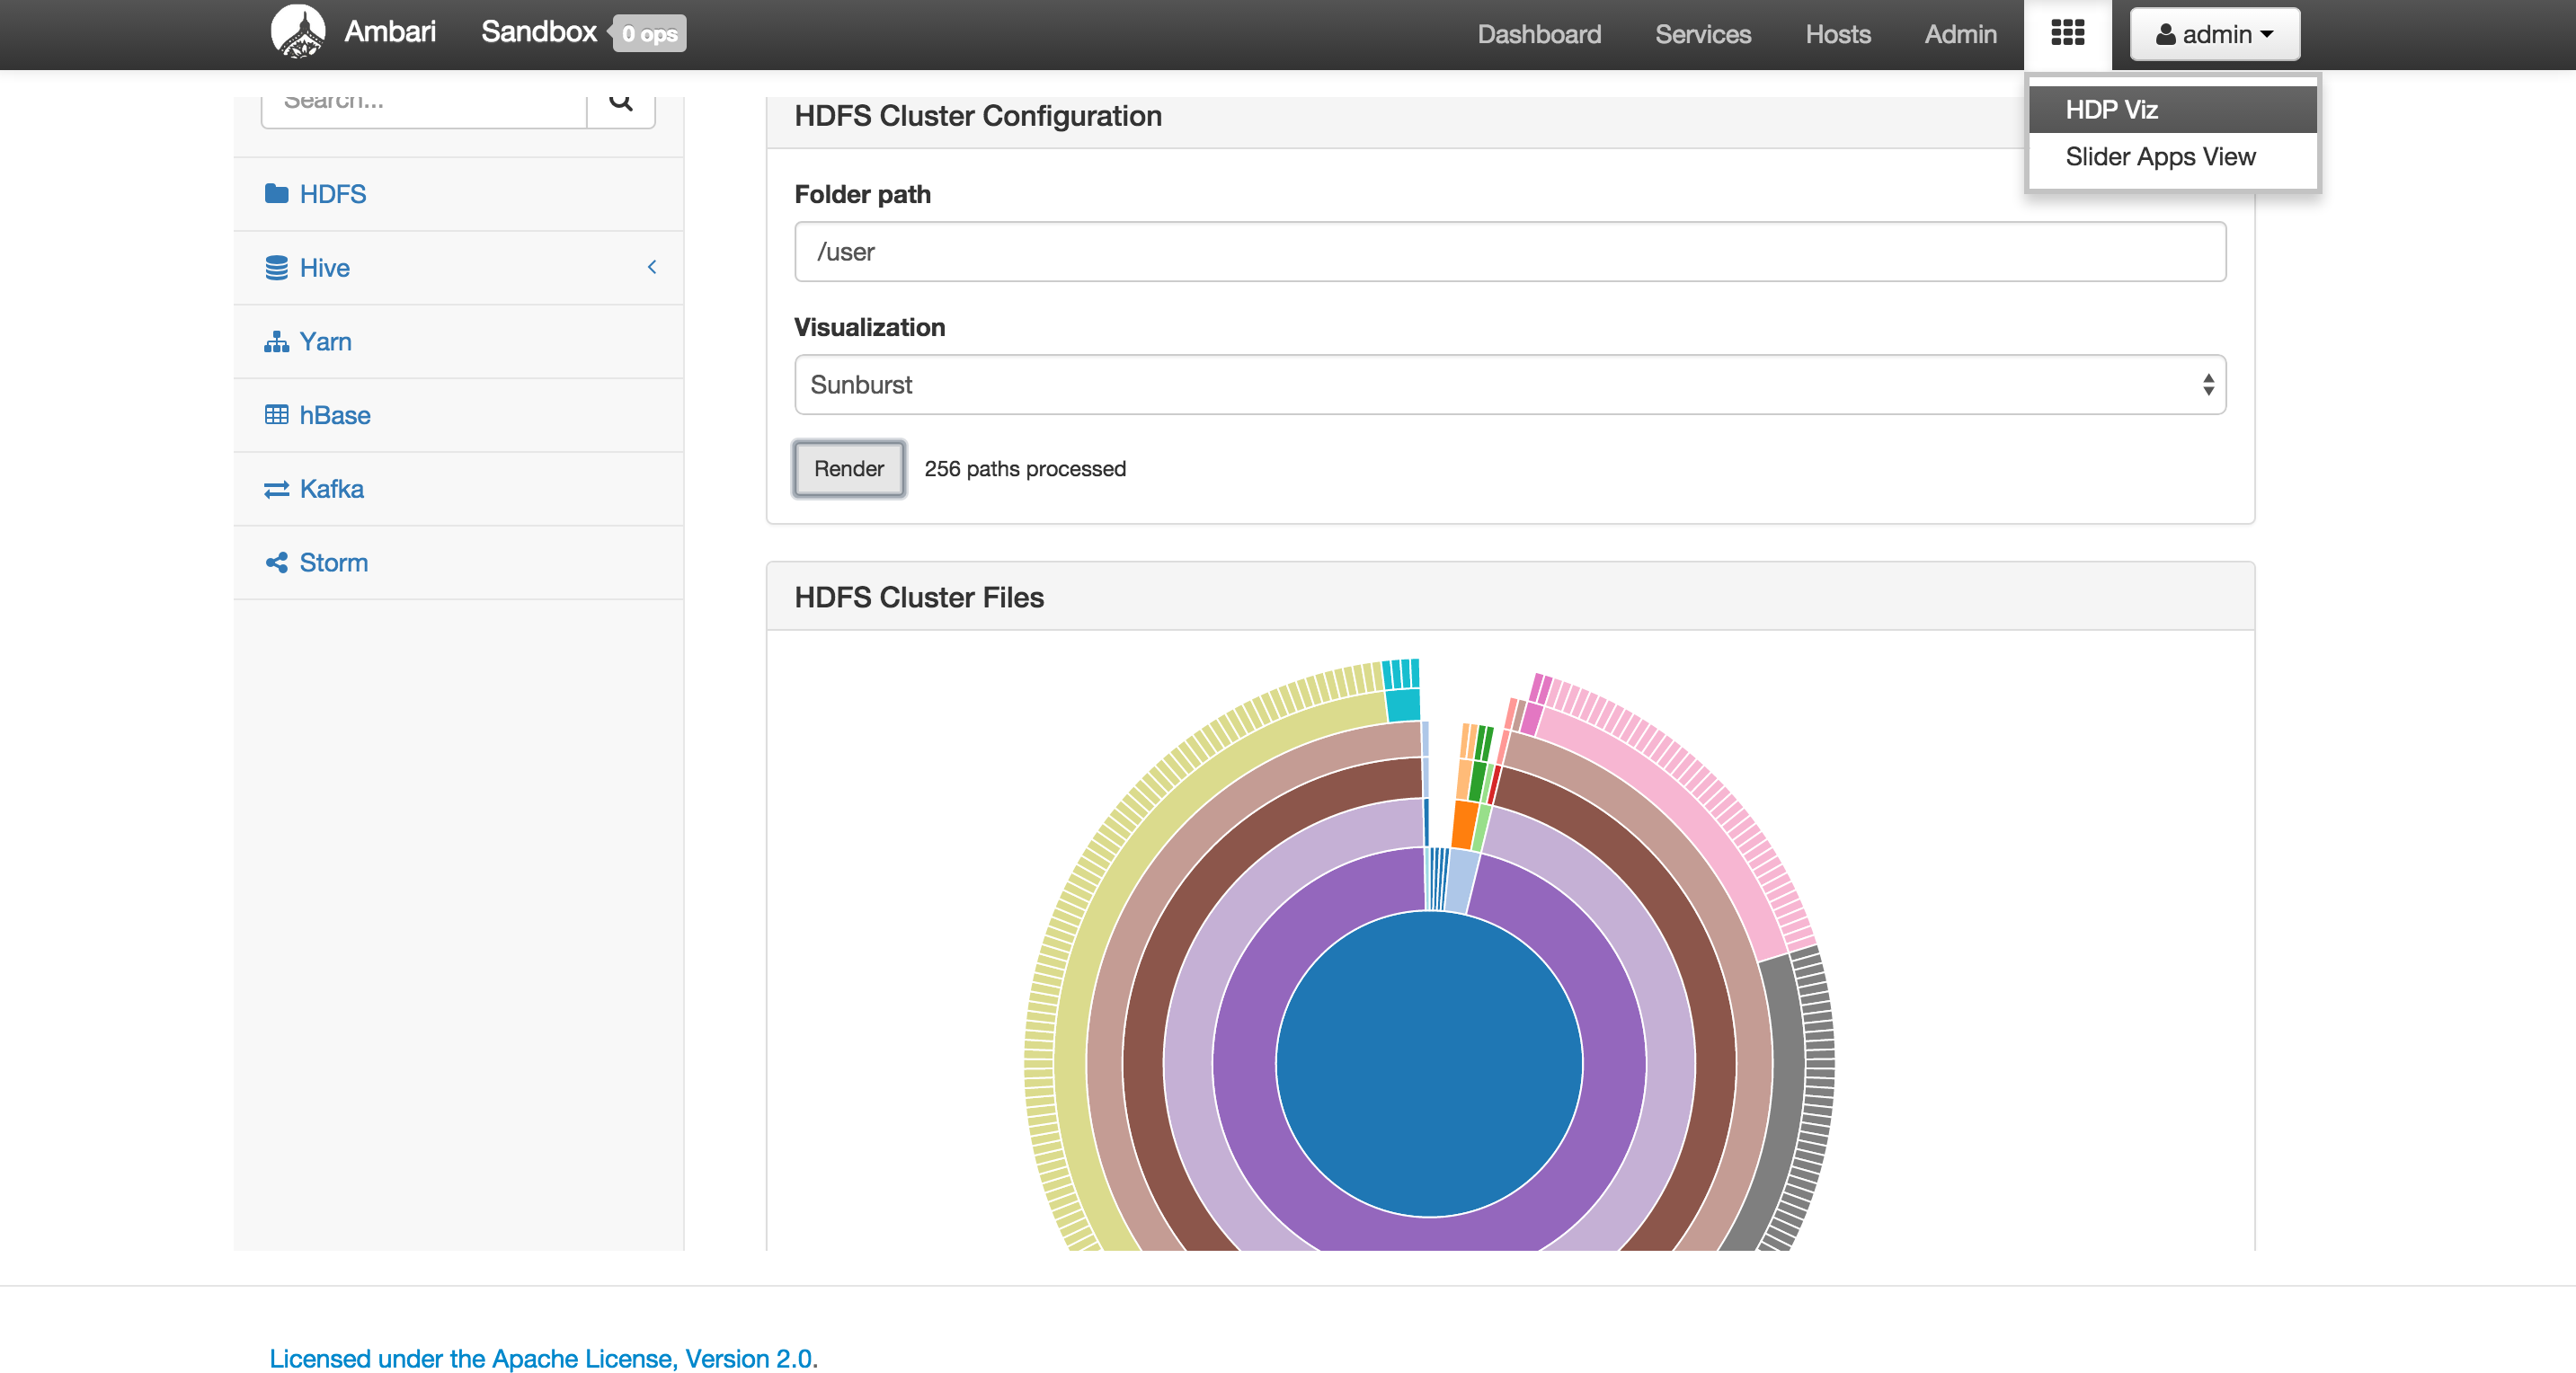 Ambari Sandbox 0 ops Dashboard Services Hosts Admin admin
HDP Viz
Slider Apps View
Search...
HDFS
Hive
Yarn
hBase
Kafka
Storm
HDFS Cluster Configuration
Folder path
/user
Visualization
Sunburst
Render 256 paths processed
HDFS Cluster Files
Licensed under the Apache License, Version 2.0.